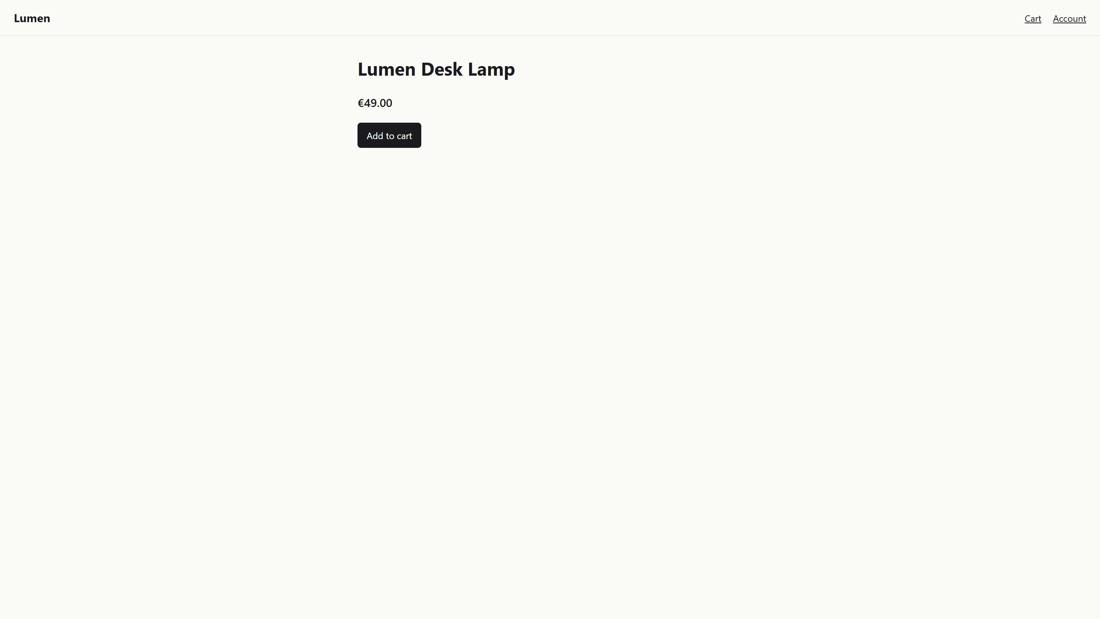 Lumen
Cart Account
Lumen Desk Lamp
€49.00
Add to cart